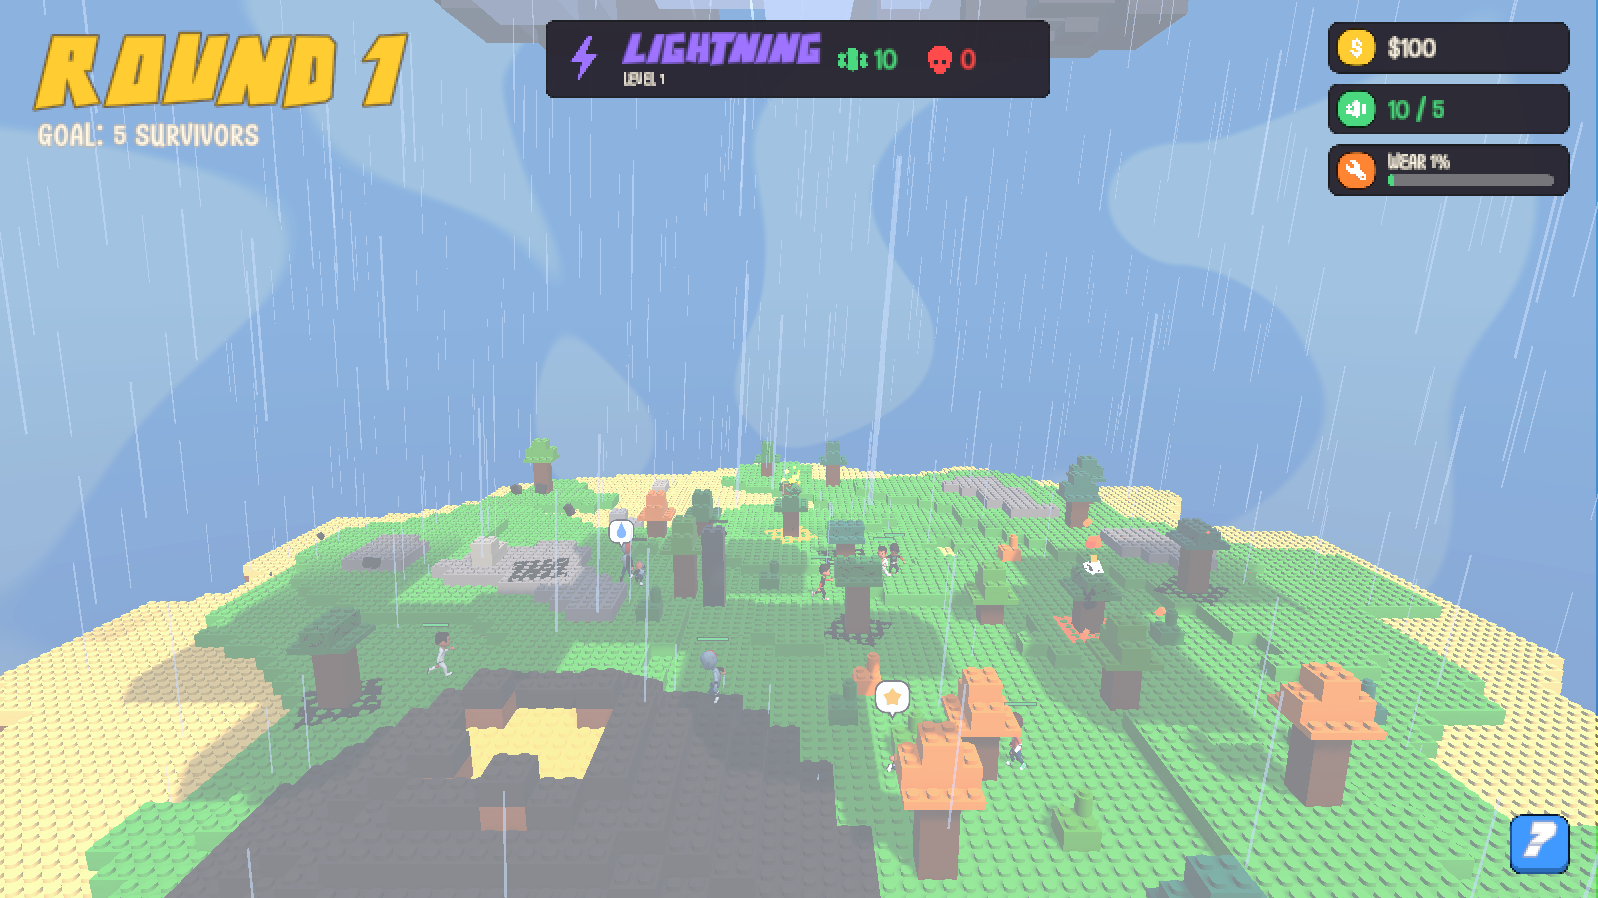 ROUND 1
GOAL: 5 SURVIVORS
LIGHTNING
LEVEL 1
10
0
$
$100
10 / 5
WEAR 1%
?